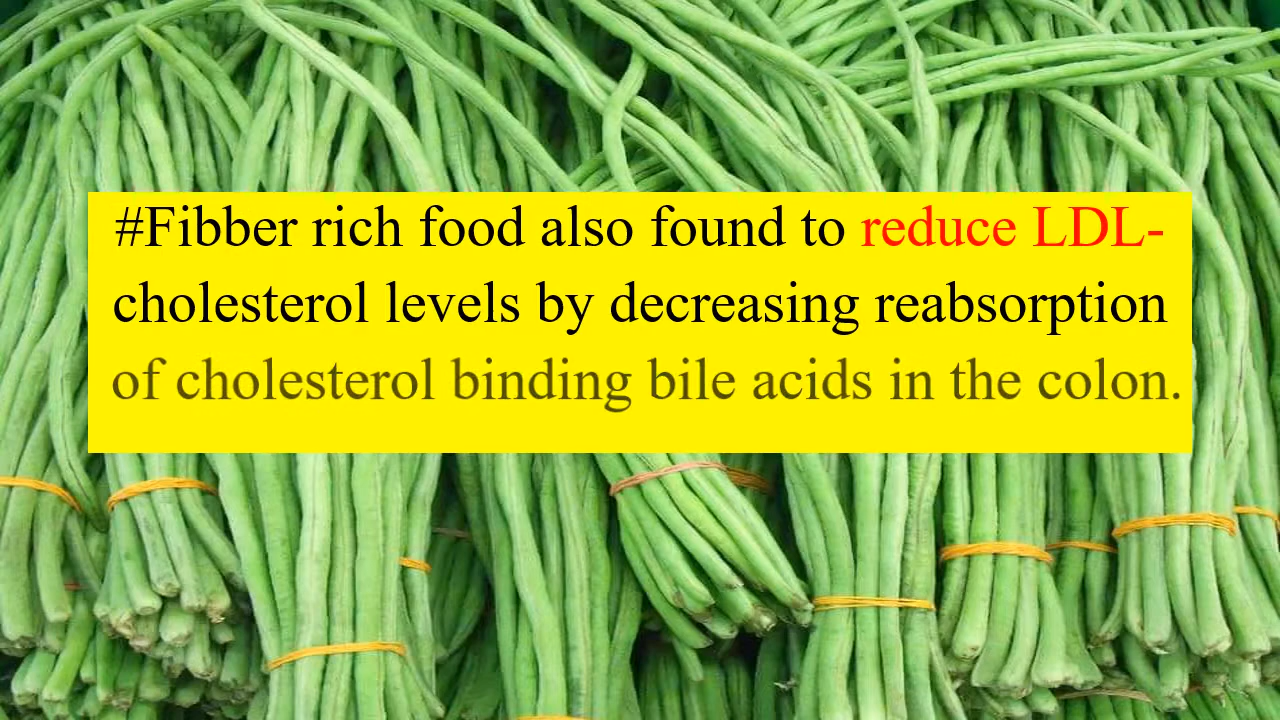 #Fibber rich food also found to reduce LDL-
cholesterol levels by decreasing reabsorption
of cholesterol binding bile acids in the colon.